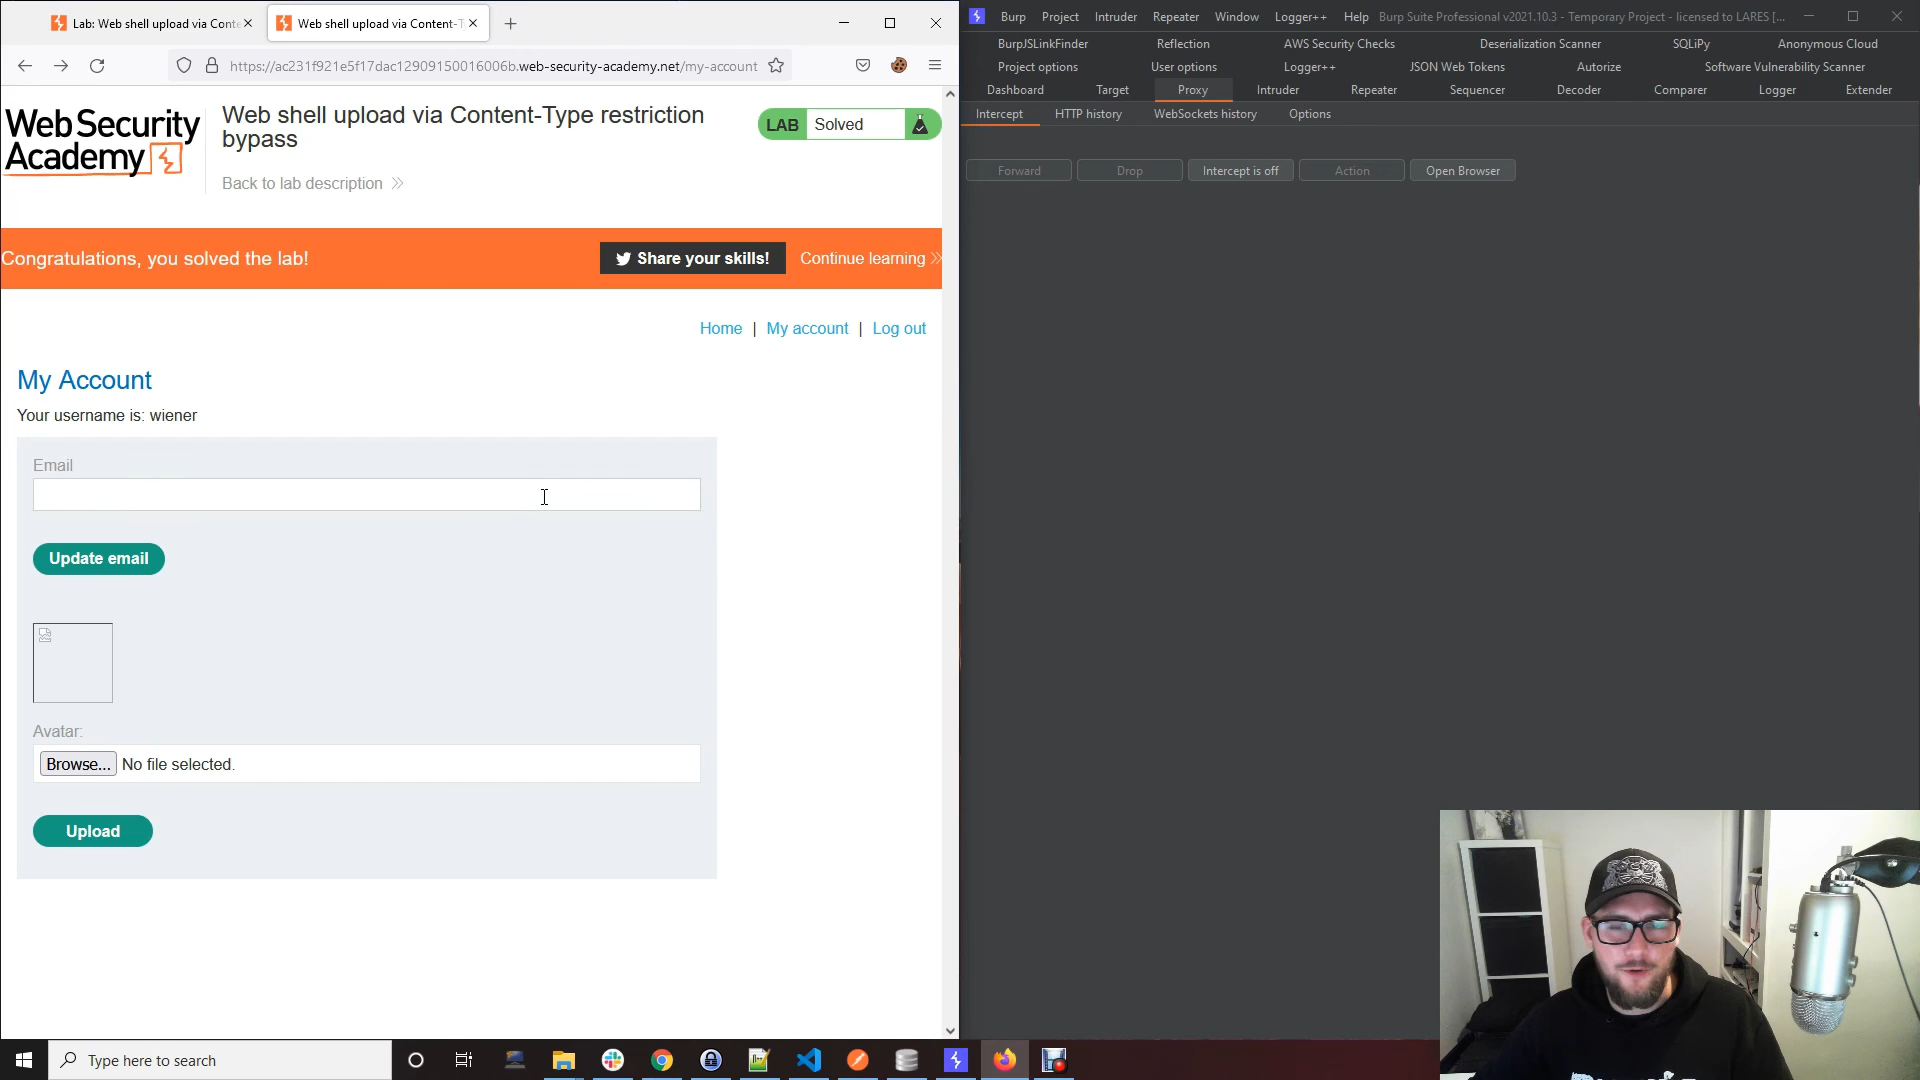 Lab: Web shell upload via Conte
Web shell upload via Content-T
Burp Project Intruder Repeater Window Logger++ Help Burp Suite Professional v2021.10.3 - Temporary Project - licensed to LARES [...
BurpJSLinkFinder Reflection AWS Security Checks Deserialization Scanner SQLiPy Anonymous Cloud
Project options User options Logger++ JSON Web Tokens Autorize Software Vulnerability Scanner
Dashboard Target Proxy Intruder Repeater Sequencer Decoder Comparer Logger Extender
Intercept HTTP history WebSockets history Options
Forward Drop Intercept is off Action Open Browser
https://ac231f921e5f17dac12909150016006b.web-security-academy.net/my-account
Web Security
Academy
Web shell upload via Content-Type restriction
bypass
Back to lab description
LAB Solved
Congratulations, you solved the lab!
Share your skills!
Continue learning
Home | My account | Log out
My Account
Your username is: wiener
Email
Update email
Avatar:
Browse... No file selected.
Upload
Type here to search